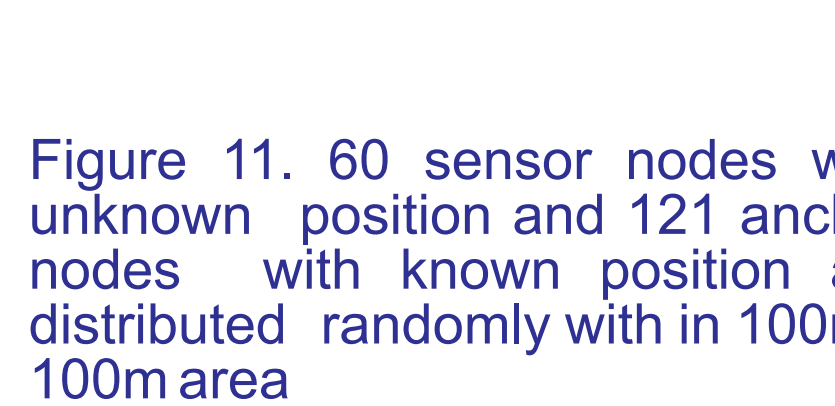 Figure 11. 60 sensor nodes
unknown position and 121
nodes with known position
distributed randomly with in
100m area